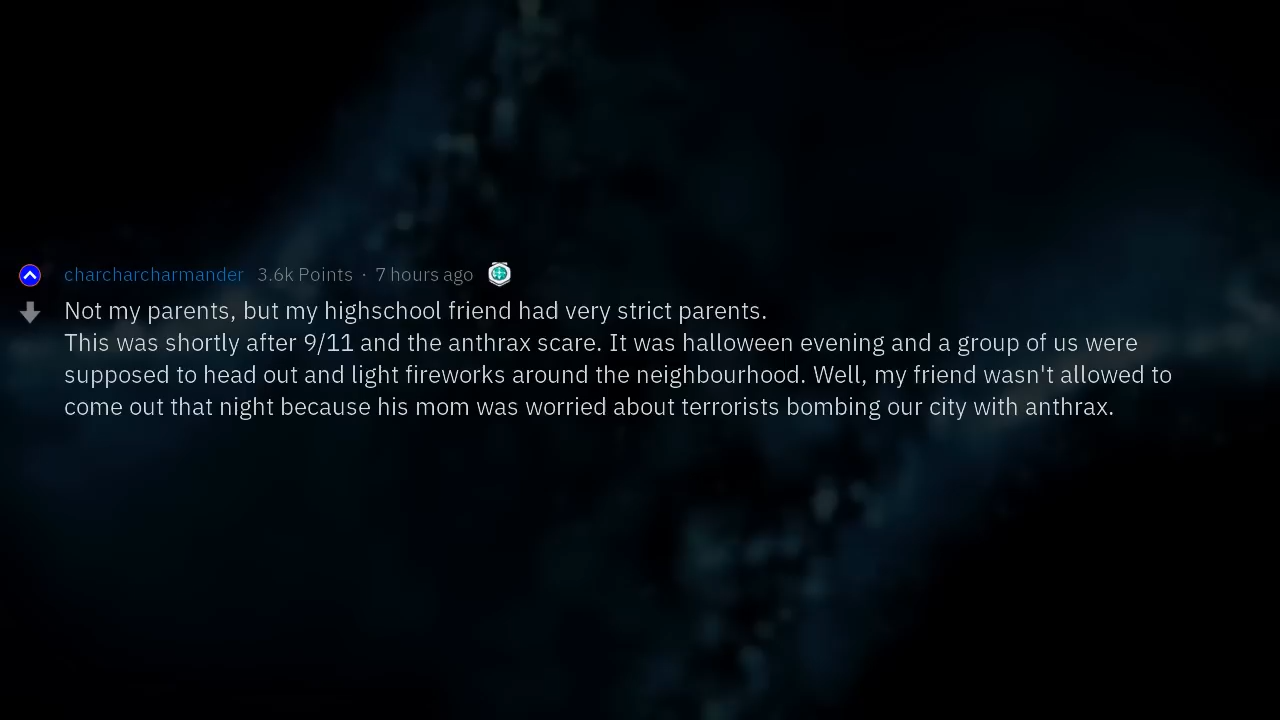 charcharcharmander 3.6k Points · 7 hours ago
Not my parents, but my highschool friend had very strict parents.
This was shortly after 9/11 and the anthrax scare. It was halloween evening and a group of us were
supposed to head out and light fireworks around the neighbourhood. Well, my friend wasn't allowed to
come out that night because his mom was worried about terrorists bombing our city with anthrax.